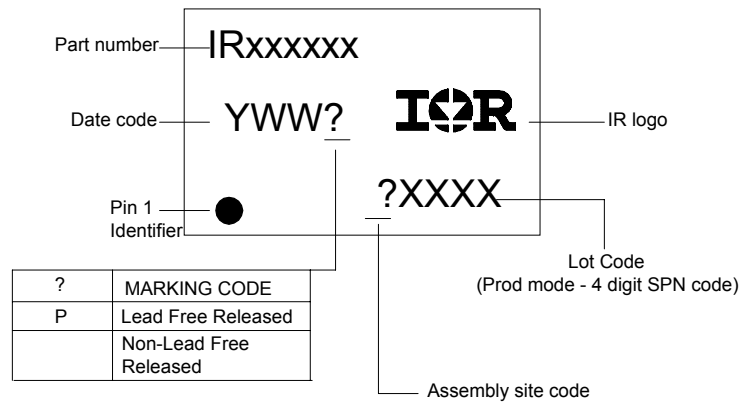 Part number
IRxxxxxx
Date code
YWW?
IOR
IR logo
?XXXX
Pin 1
Identifier
Lot Code
(Prod mode - 4 digit SPN code)
? MARKING CODE
P Lead Free Released
Non-Lead Free
Released
Assembly site code